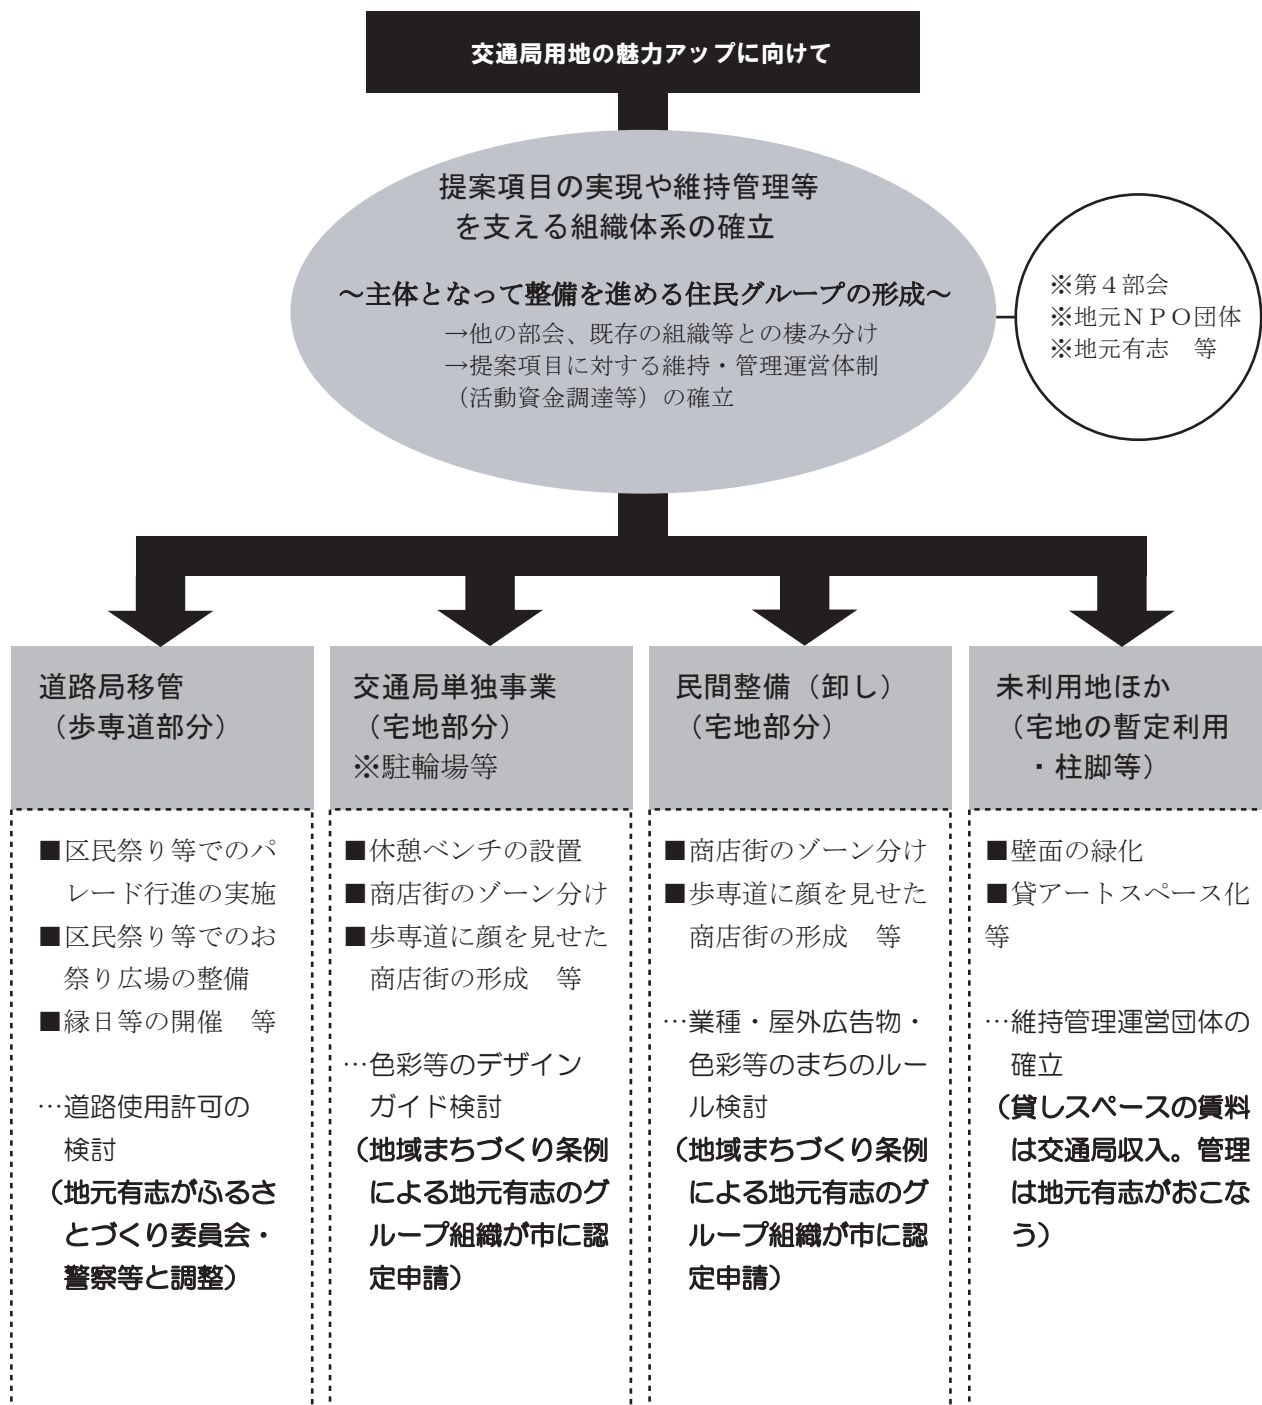 交通局用地の魅力アップに向けて
提案項目の実現や維持管理等
を支える組織体系の確立
～主体となって整備を進める住民グループの形成～
→他の部会、既存の組織等との棲み分け
→提案項目に対する維持・管理運営体制
（活動資金調達等）の確立
※第４部会
※地元ＮＰＯ団体
※地元有志　等
道路局移管
（歩専道部分）
■区民祭り等でのパ
レード行進の実施
■区民祭り等でのお
祭り広場の整備
■縁日等の開催　等
…道路使用許可の
検討
（地元有志がふるさ
とづくり委員会・
警察等と調整）
交通局単独事業
（宅地部分）
※駐輪場等
■休憩ベンチの設置
■商店街のゾーン分け
■歩専道に顔を見せた
商店街の形成　等
…色彩等のデザイン
ガイド検討
（地域まちづくり条例
による地元有志のグ
ループ組織が市に認
定申請）
民間整備（卸し）
（宅地部分）
■商店街のゾーン分け
■歩専道に顔を見せた
商店街の形成　等
…業種・屋外広告物・
色彩等のまちのルー
ル検討
（地域まちづくり条例
による地元有志のグ
ループ組織が市に認
定申請）
未利用地ほか
（宅地の暫定利用
・柱脚等）
■壁面の緑化
■貸アートスペース化
等
…維持管理運営団体の
確立
（貸しスペースの賃料
は交通局収入。管理
は地元有志がおこな
う）